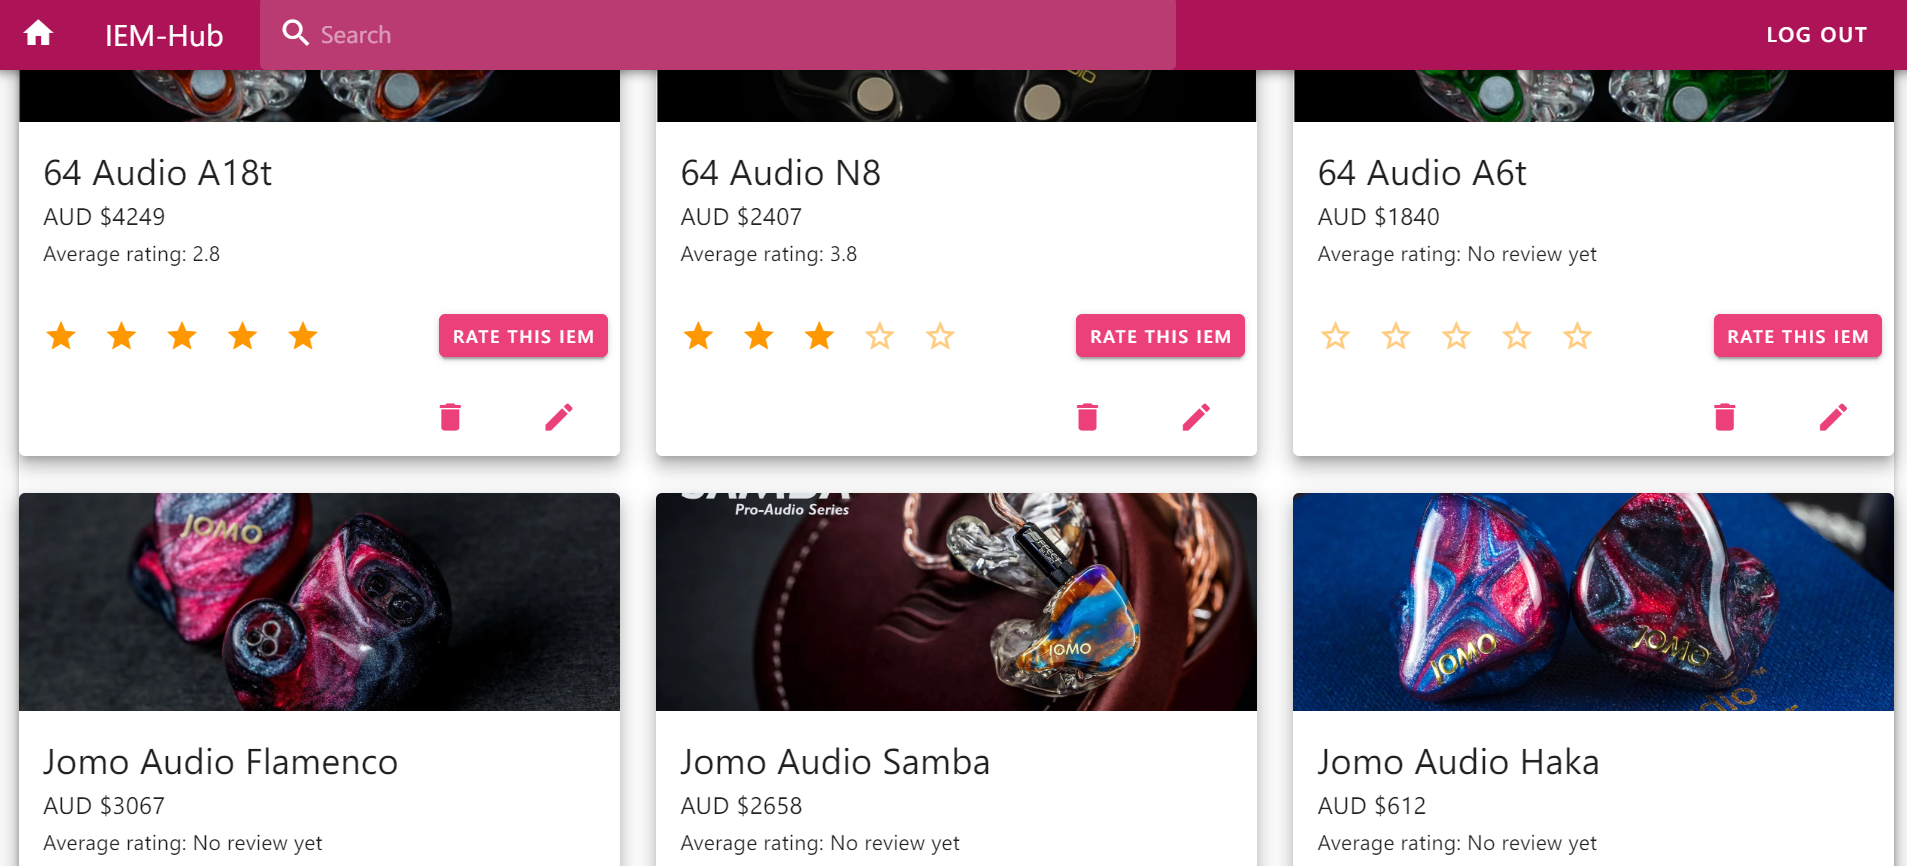 IEM-Hub
Search
LOG OUT
64 Audio A18t
AUD $4249
Average rating: 2.8
RATE THIS IEM
64 Audio N8
AUD $2407
Average rating: 3.8
RATE THIS IEM
64 Audio A6t
AUD $1840
Average rating: No review yet
RATE THIS IEM
JOMO
Pro-Audio Series
JOMO
JOMO
JOMO
Jomo Audio Flamenco
AUD $3067
Average rating: No review yet
Jomo Audio Samba
AUD $2658
Average rating: No review yet
Jomo Audio Haka
AUD $612
Average rating: No review yet